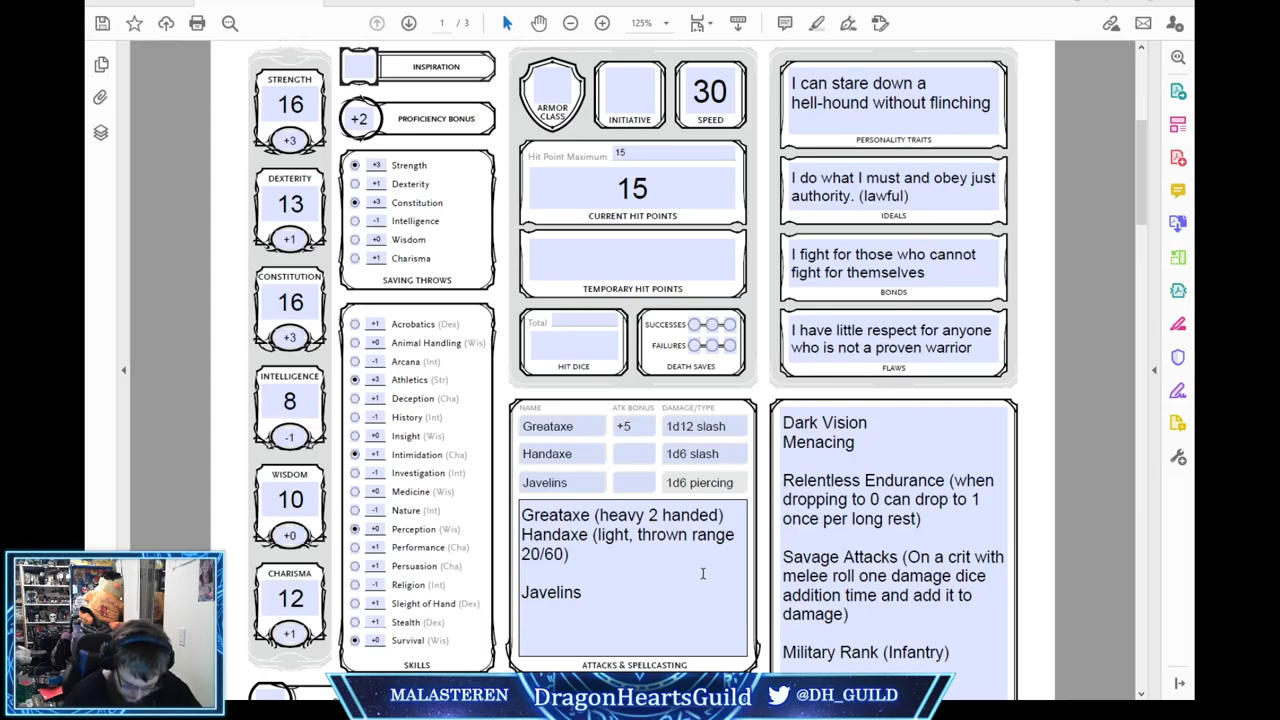 1 / 3
125%
STRENGTH
16
+3
DEXTERITY
13
+1
CONSTITUTION
16
+3
INTELLIGENCE
8
-1
WISDOM
10
+0
CHARISMA
12
+1
INSPIRATION
+2 PROFICIENCY BONUS
+3 Strength
+1 Dexterity
+3 Constitution
-1 Intelligence
+0 Wisdom
+1 Charisma
SAVING THROWS
+1 Acrobatics (Dex)
+0 Animal Handling (Wis)
-1 Arcana (Int)
+3 Athletics (Str)
+1 Deception (Cha)
-1 History (Int)
+0 Insight (Wis)
+1 Intimidation (Cha)
-1 Investigation (Int)
+0 Medicine (Wis)
-1 Nature (Int)
+0 Perception (Wis)
+1 Performance (Cha)
+1 Persuasion (Cha)
-1 Religion (Int)
+1 Sleight of Hand (Dex)
+1 Stealth (Dex)
+0 Survival (Wis)
SKILLS
ARMOR
CLASS
INITIATIVE
30
SPEED
Hit Point Maximum 15
15
CURRENT HIT POINTS
TEMPORARY HIT POINTS
Total
HIT DICE
SUCCESSES
FAILURES
DEATH SAVES
NAME ATK BONUS DAMAGE/TYPE
Greataxe +5 1d12 slash
Handaxe 1d6 slash
Javelins 1d6 piercing
Greataxe (heavy 2 handed)
Handaxe (light, thrown range
20/60)
Javelins
ATTACKS & SPELLCASTING
I can stare down a
hell-hound without flinching
PERSONALITY TRAITS
I do what I must and obey just
authority. (lawful)
IDEALS
I fight for those who cannot
fight for themselves
BONDS
I have little respect for anyone
who is not a proven warrior
FLAWS
Dark Vision
Menacing
Relentless Endurance (when
dropping to 0 can drop to 1
once per long rest)
Savage Attacks (On a crit with
melee roll one damage dice
addition time and add it to
damage)
Military Rank (Infantry)
MALASTEREN DragonHeartsGuild @DH_GUILD